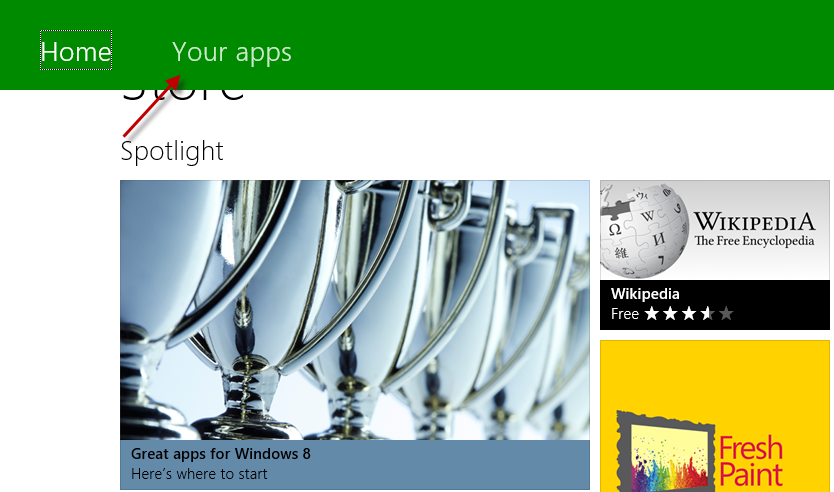 Home
Your apps
Store
Spotlight
WIKIPEDIA
The Free Encyclopedia
Wikipedia
Free
Great apps for Windows 8
Here's where to start
Fresh
Paint